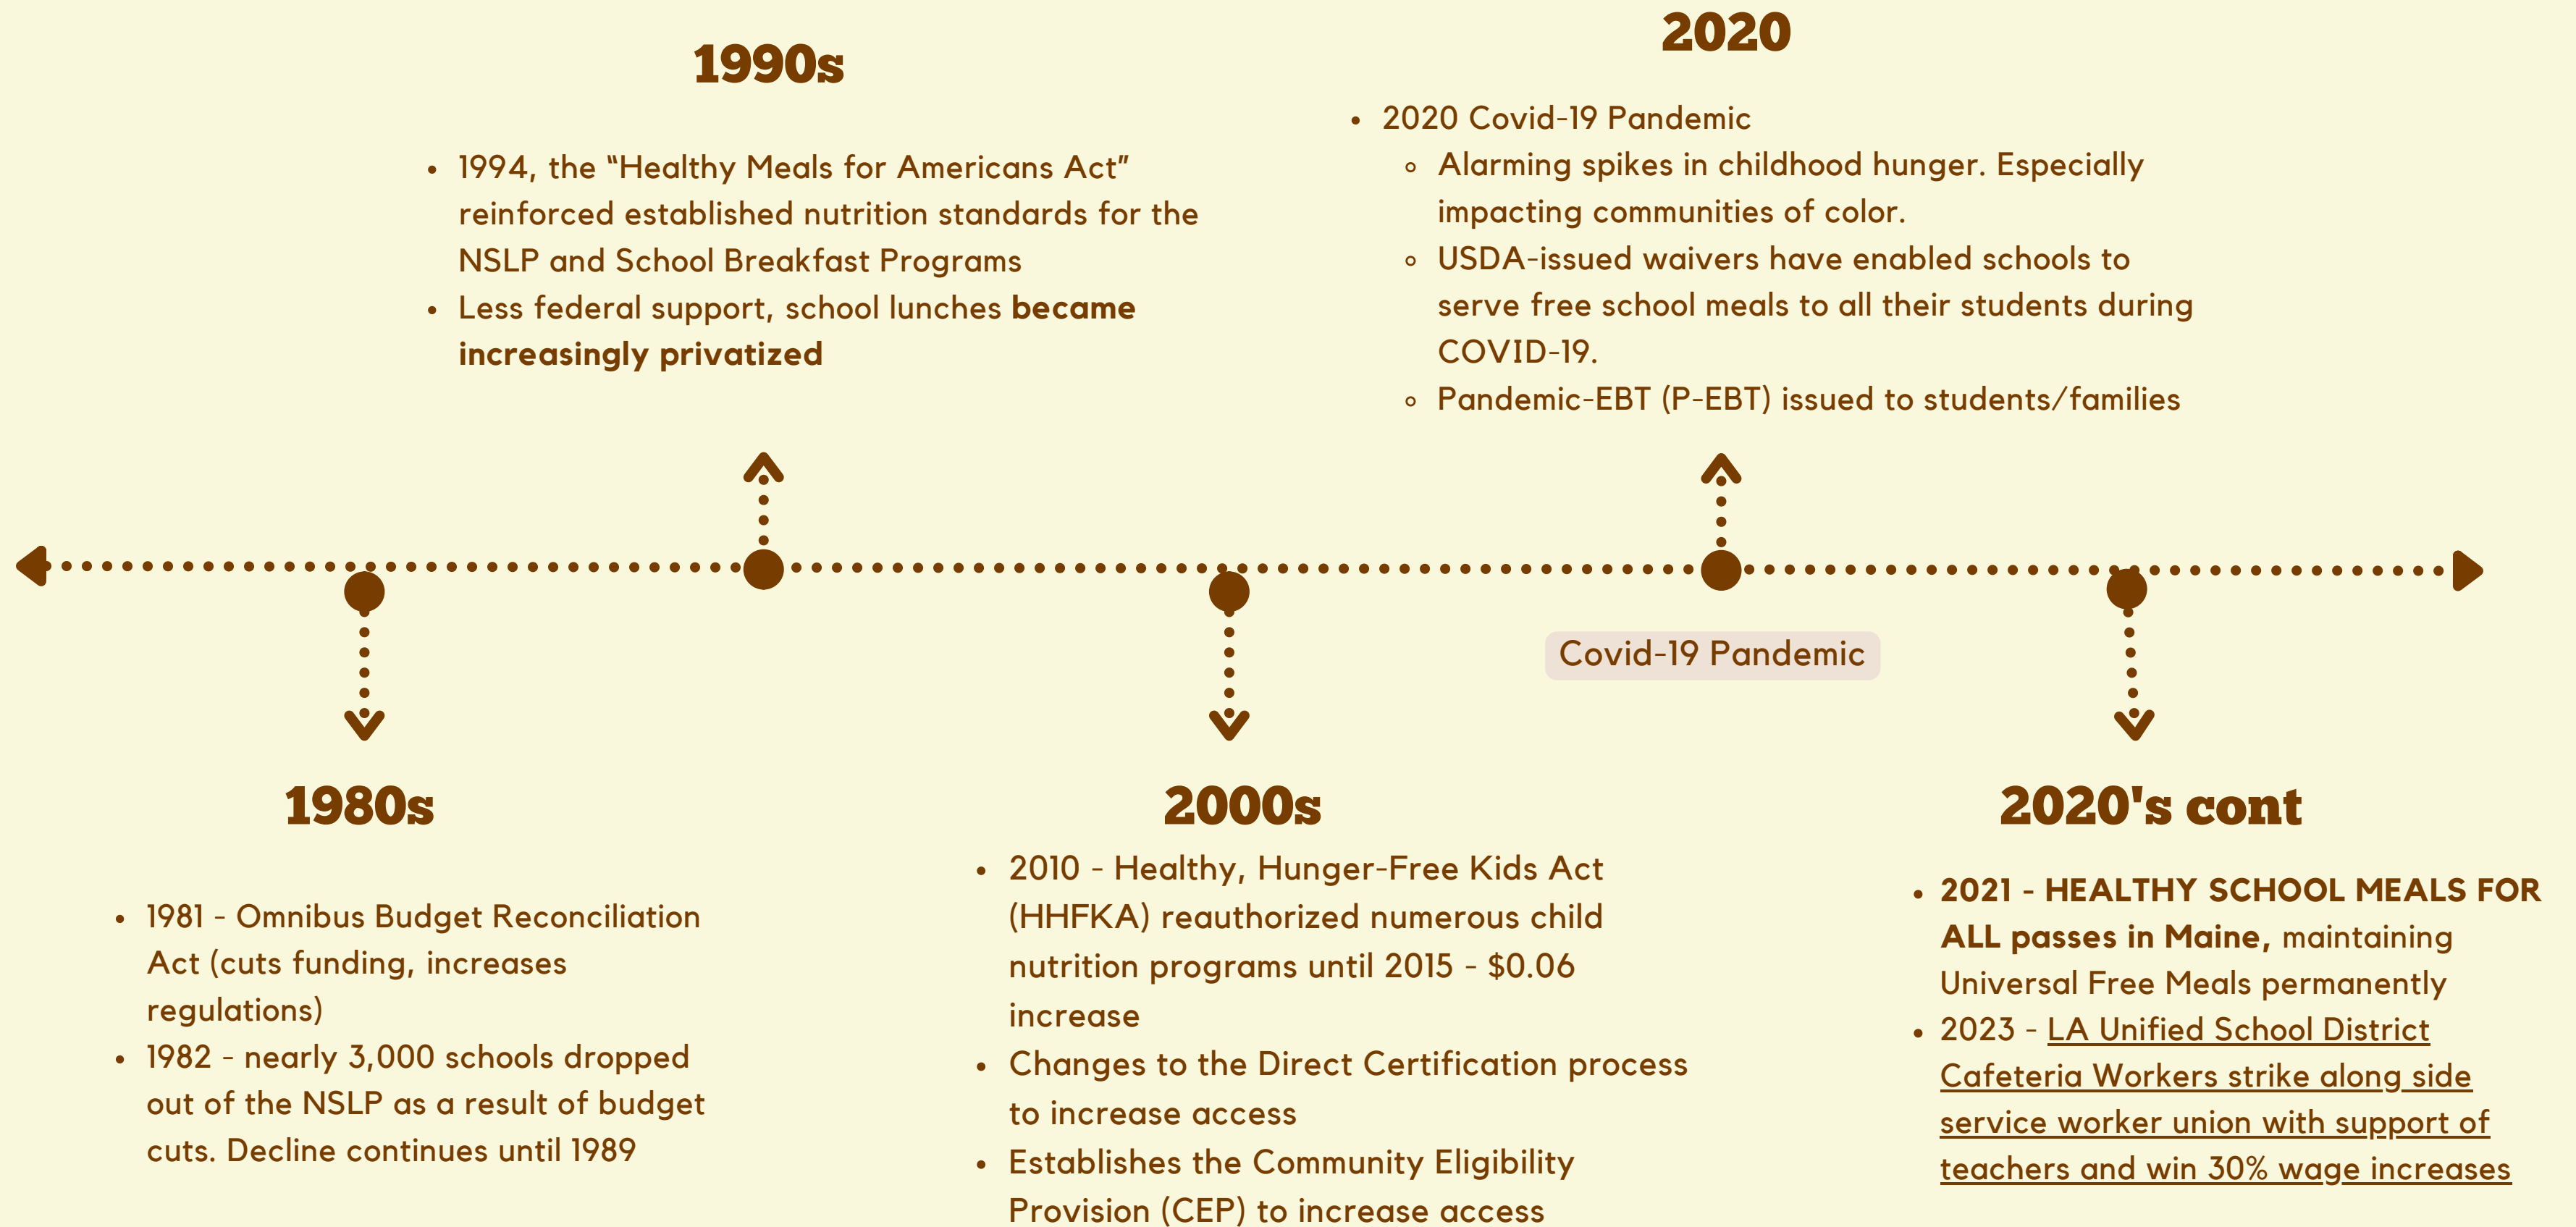 1990s
• 1994, the “Healthy Meals for Americans Act”
reinforced established nutrition standards for the
NSLP and School Breakfast Programs
• Less federal support, school lunches became
increasingly privatized
2020
• 2020 Covid-19 Pandemic
◦ Alarming spikes in childhood hunger. Especially
impacting communities of color.
◦ USDA-issued waivers have enabled schools to
serve free school meals to all their students during
COVID-19.
◦ Pandemic-EBT (P-EBT) issued to students/families
Covid-19 Pandemic
1980s
• 1981 - Omnibus Budget Reconciliation
Act (cuts funding, increases
regulations)
• 1982 - nearly 3,000 schools dropped
out of the NSLP as a result of budget
cuts. Decline continues until 1989
2000s
• 2010 - Healthy, Hunger-Free Kids Act
(HHFKA) reauthorized numerous child
nutrition programs until 2015 - $0.06
increase
• Changes to the Direct Certification process
to increase access
• Establishes the Community Eligibility
Provision (CEP) to increase access
2020's cont
• 2021 - HEALTHY SCHOOL MEALS FOR
ALL passes in Maine, maintaining
Universal Free Meals permanently
• 2023 - LA Unified School District
Cafeteria Workers strike along side
service worker union with support of
teachers and win 30% wage increases